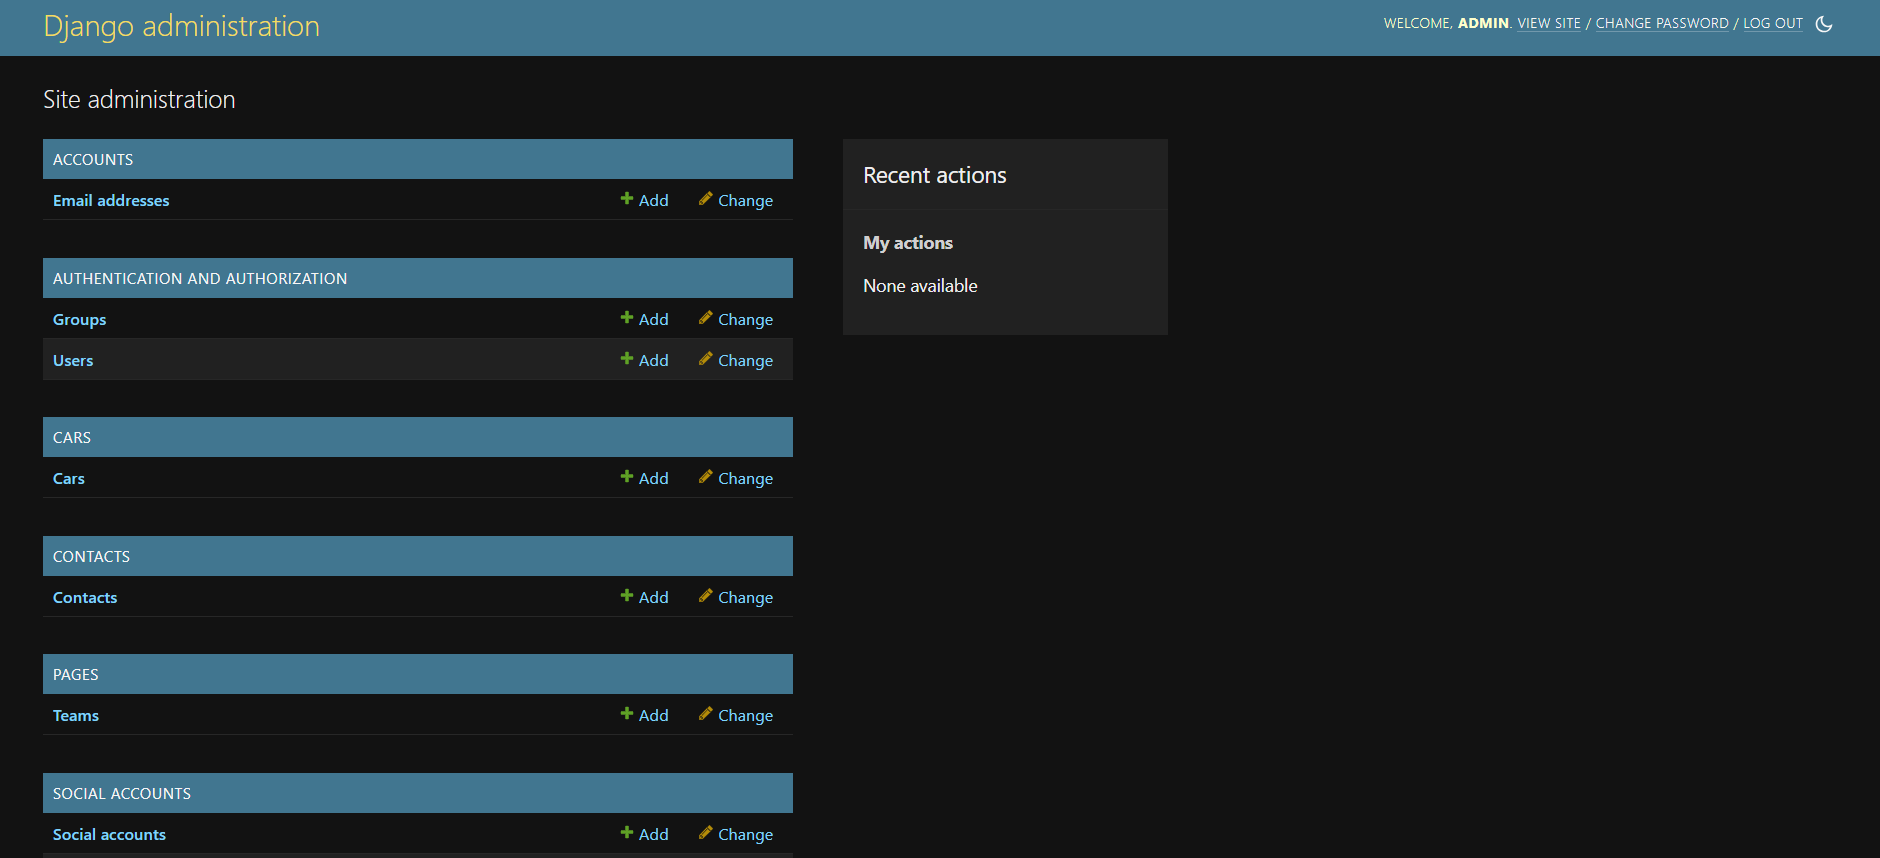 Django administration
WELCOME, ADMIN. VIEW SITE / CHANGE PASSWORD / LOG OUT
Site administration
ACCOUNTS
Email addresses Add Change
AUTHENTICATION AND AUTHORIZATION
Groups Add Change
Users Add Change
CARS
Cars Add Change
CONTACTS
Contacts Add Change
PAGES
Teams Add Change
SOCIAL ACCOUNTS
Social accounts Add Change
Recent actions
My actions
None available